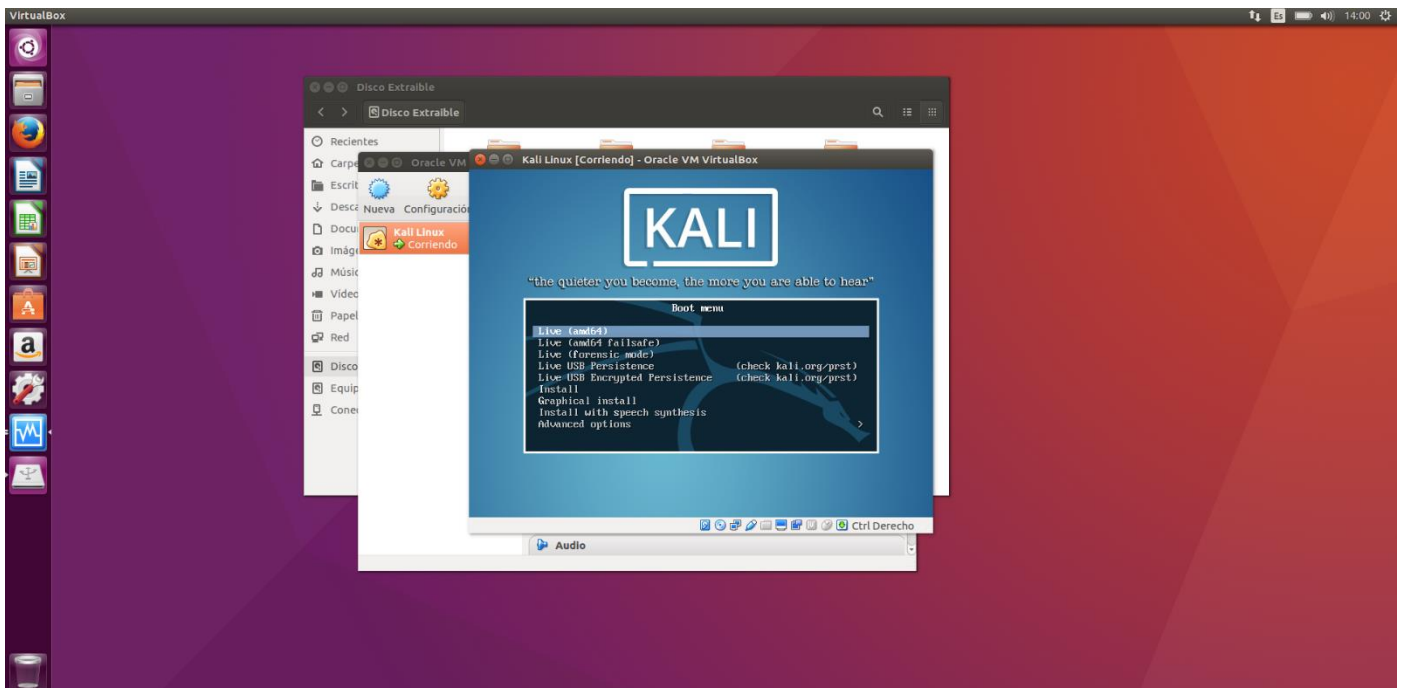 VirtualBox
Es
14:00
Disco Extraible
Disco Extraible
Recientes
Carpe
Escrit
Desca
Docu
Imáge
Músic
Vídeo
Papel
Red
Disco
Equip
Cone
Oracle VM
Nueva Configuración
Kali Linux
Corriendo
Audio
Kali Linux [Corriendo] - Oracle VM VirtualBox
KALI
"the quieter you become, the more you are able to hear"
Boot menu
Live (amd64)
Live (amd64 failsafe)
Live (forensic mode)
Live USB Persistence (check kali.org/prst)
Live USB Encrypted Persistence (check kali.org/prst)
Install
Graphical install
Install with speech synthesis
Advanced options >
Ctrl Derecho
A
a